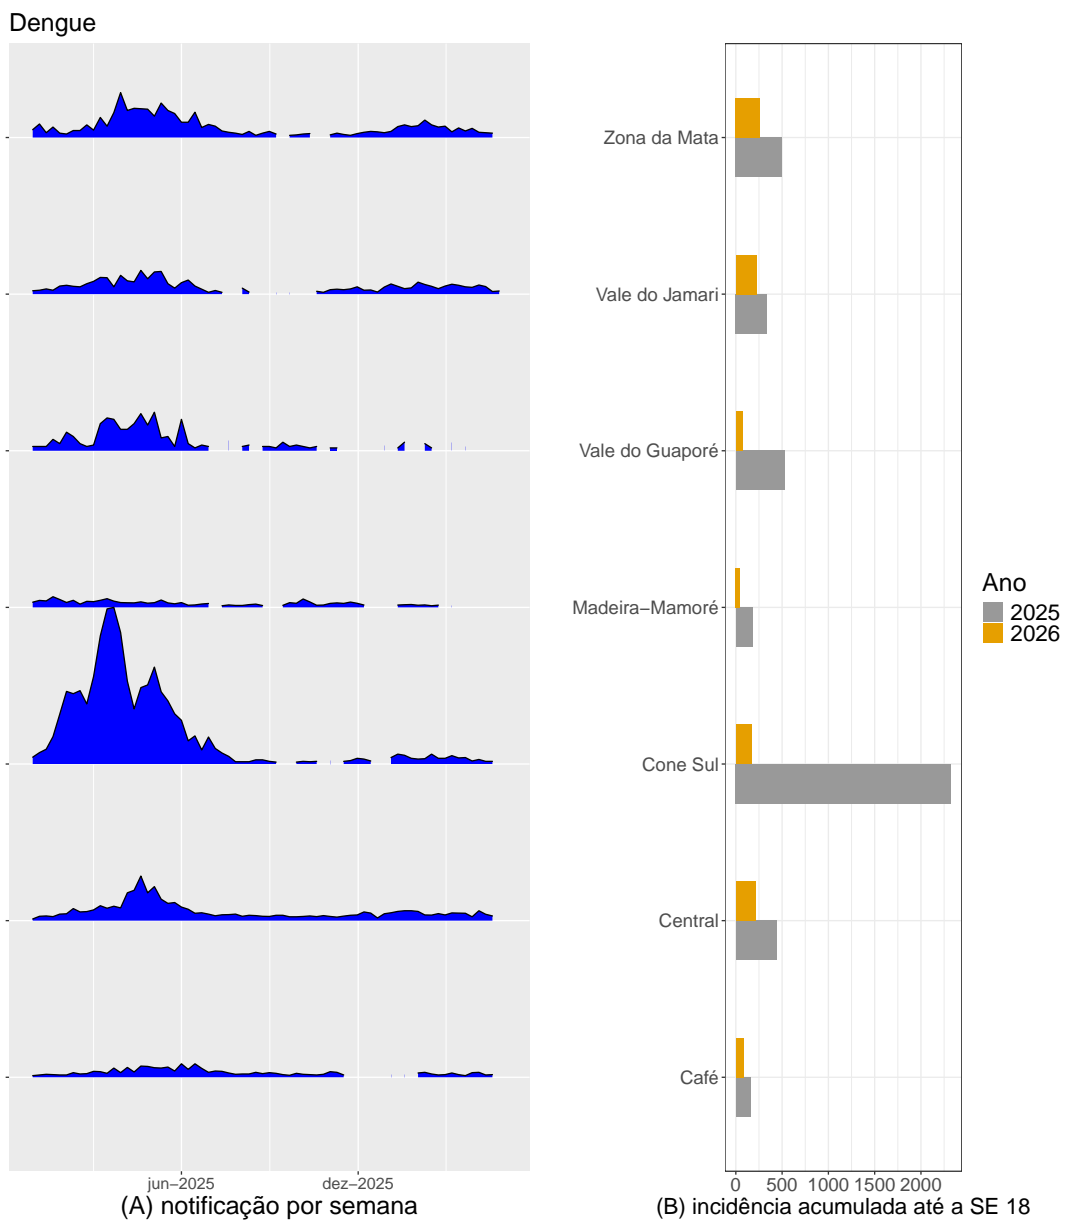 Dengue
Zona da Mata
Vale do Jamari
Vale do Guaporé
Madeira−Mamoré
Cone Sul
Central
Café
Ano
2025
2026
jun−2025 dez−2025
0 500 1000 1500 2000
(A) notificação por semana
(B) incidência acumulada até a SE 18